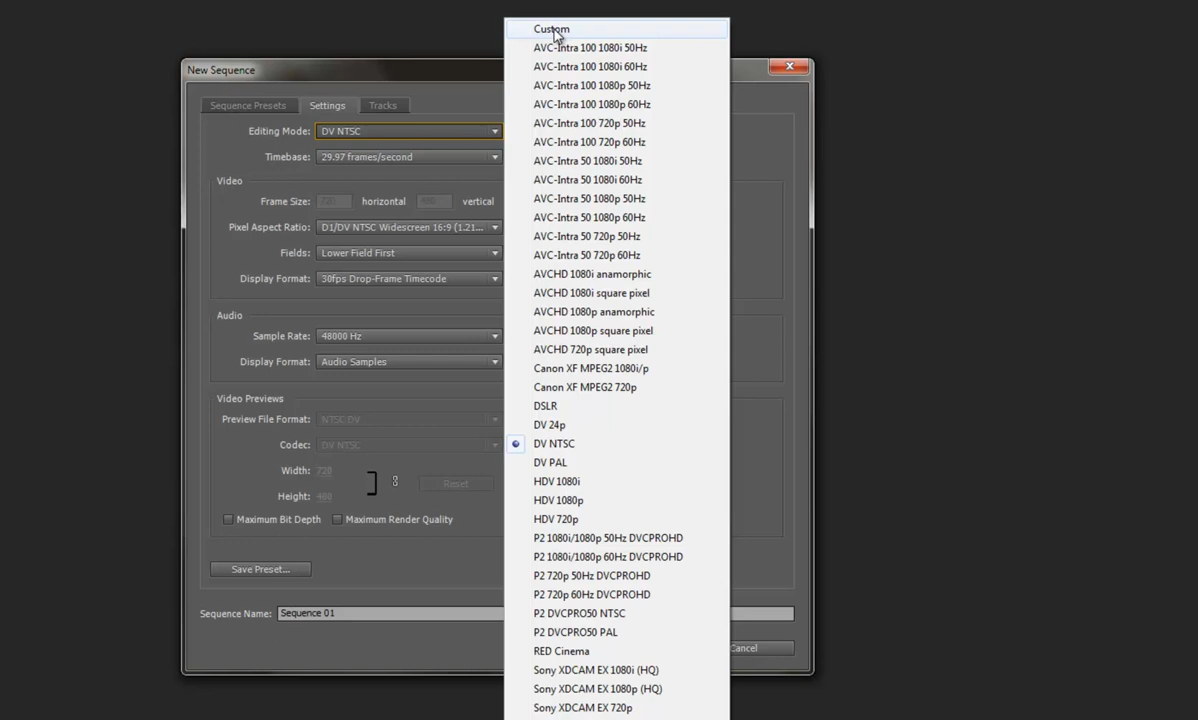 New Sequence
Sequence Presets Settings Tracks
Editing Mode: DV NTSC
Timebase: 29.97 frames/second
Video
Frame Size: 720 horizontal 480 vertical
Pixel Aspect Ratio: D1/DV NTSC Widescreen 16:9 (1.21...
Fields: Lower Field First
Display Format: 30fps Drop-Frame Timecode
Audio
Sample Rate: 48000 Hz
Display Format: Audio Samples
Video Previews
Preview File Format: NTSC DV
Codec: DV NTSC
Width: 720
Height: 480
Reset
Maximum Bit Depth Maximum Render Quality
Save Preset...
Sequence Name: Sequence 01
Cancel
Custom
AVC-Intra 100 1080i 50Hz
AVC-Intra 100 1080i 60Hz
AVC-Intra 100 1080p 50Hz
AVC-Intra 100 1080p 60Hz
AVC-Intra 100 720p 50Hz
AVC-Intra 100 720p 60Hz
AVC-Intra 50 1080i 50Hz
AVC-Intra 50 1080i 60Hz
AVC-Intra 50 1080p 50Hz
AVC-Intra 50 1080p 60Hz
AVC-Intra 50 720p 50Hz
AVC-Intra 50 720p 60Hz
AVCHD 1080i anamorphic
AVCHD 1080i square pixel
AVCHD 1080p anamorphic
AVCHD 1080p square pixel
AVCHD 720p square pixel
Canon XF MPEG2 1080i/p
Canon XF MPEG2 720p
DSLR
DV 24p
DV NTSC
DV PAL
HDV 1080i
HDV 1080p
HDV 720p
P2 1080i/1080p 50Hz DVCPROHD
P2 1080i/1080p 60Hz DVCPROHD
P2 720p 50Hz DVCPROHD
P2 720p 60Hz DVCPROHD
P2 DVCPRO50 NTSC
P2 DVCPRO50 PAL
RED Cinema
Sony XDCAM EX 1080i (HQ)
Sony XDCAM EX 1080p (HQ)
Sony XDCAM EX 720p